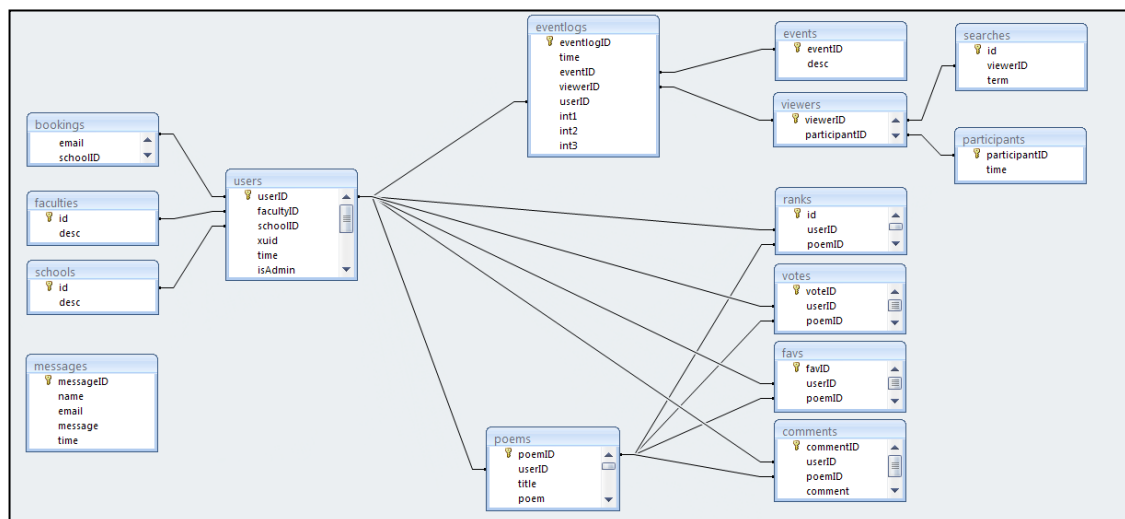 bookings
email
schoolID
faculties
id
desc
schools
id
desc
messages
messageID
name
email
message
time
users
userID
facultyID
schoolID
xuid
time
isAdmin
eventlogs
eventlogID
time
eventID
viewerID
userID
int1
int2
int3
poems
poemID
userID
title
poem
events
eventID
desc
viewers
viewerID
participantID
searches
id
viewerID
term
participants
participantID
time
ranks
id
userID
poemID
votes
voteID
userID
poemID
favs
favID
userID
poemID
comments
commentID
userID
poemID
comment